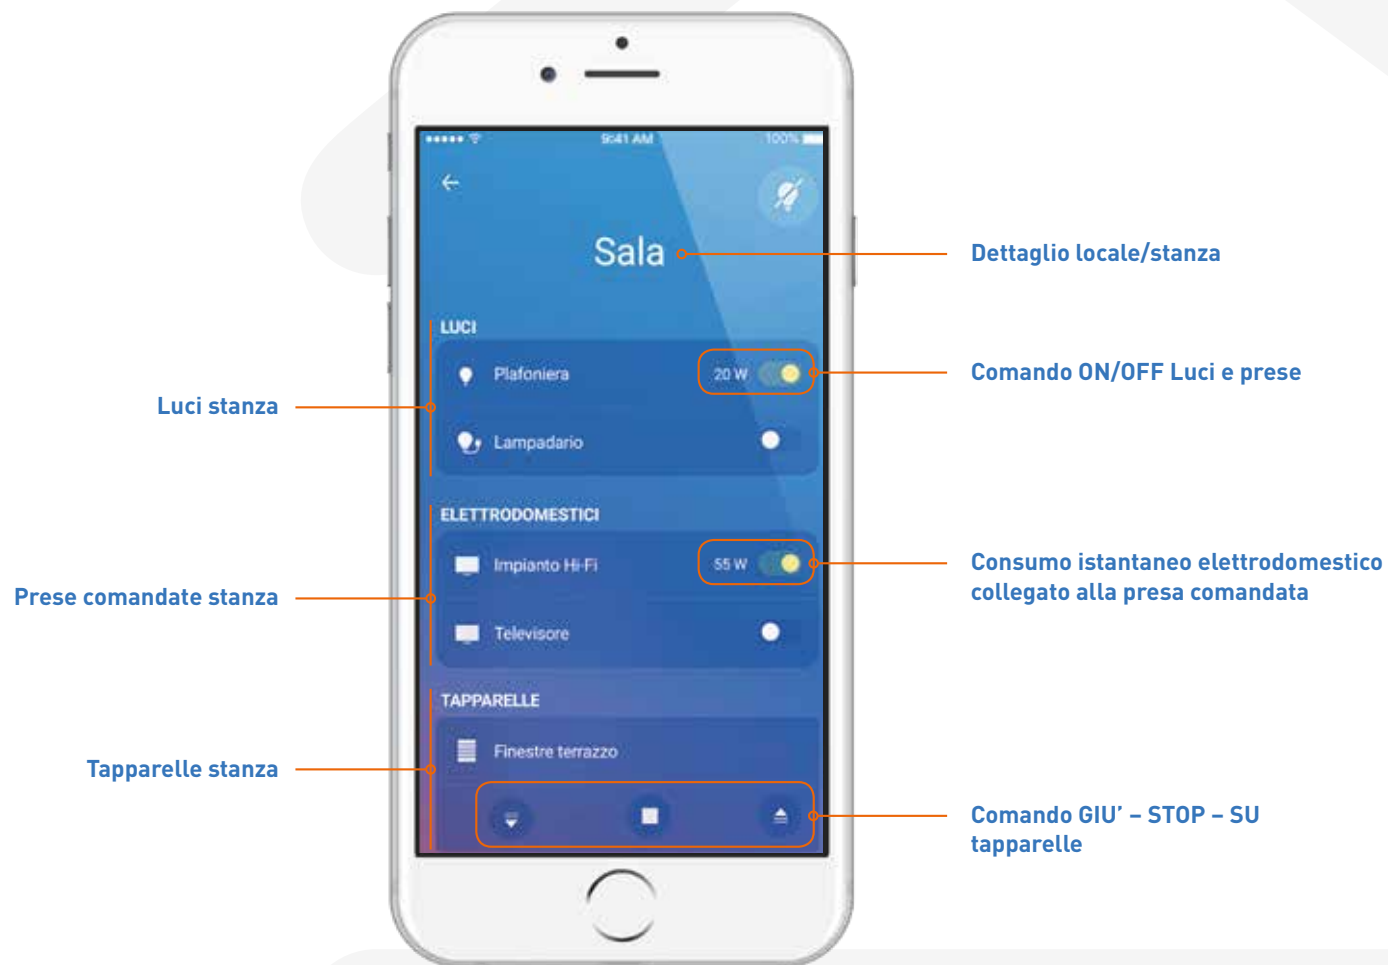 9:41 AM
100%
Sala
Dettaglio locale/stanza
LUCI
Plafoniera
20 W
Comando ON/OFF Luci e prese
Luci stanza
Lampadario
ELETTRODOMESTICI
Impianto Hi-Fi
55 W
Consumo istantaneo elettrodomestico
collegato alla presa comandata
Prese comandate stanza
Televisore
TAPPARELLE
Finestre terrazzo
Tapparelle stanza
Comando GIU’ – STOP – SU
tapparelle